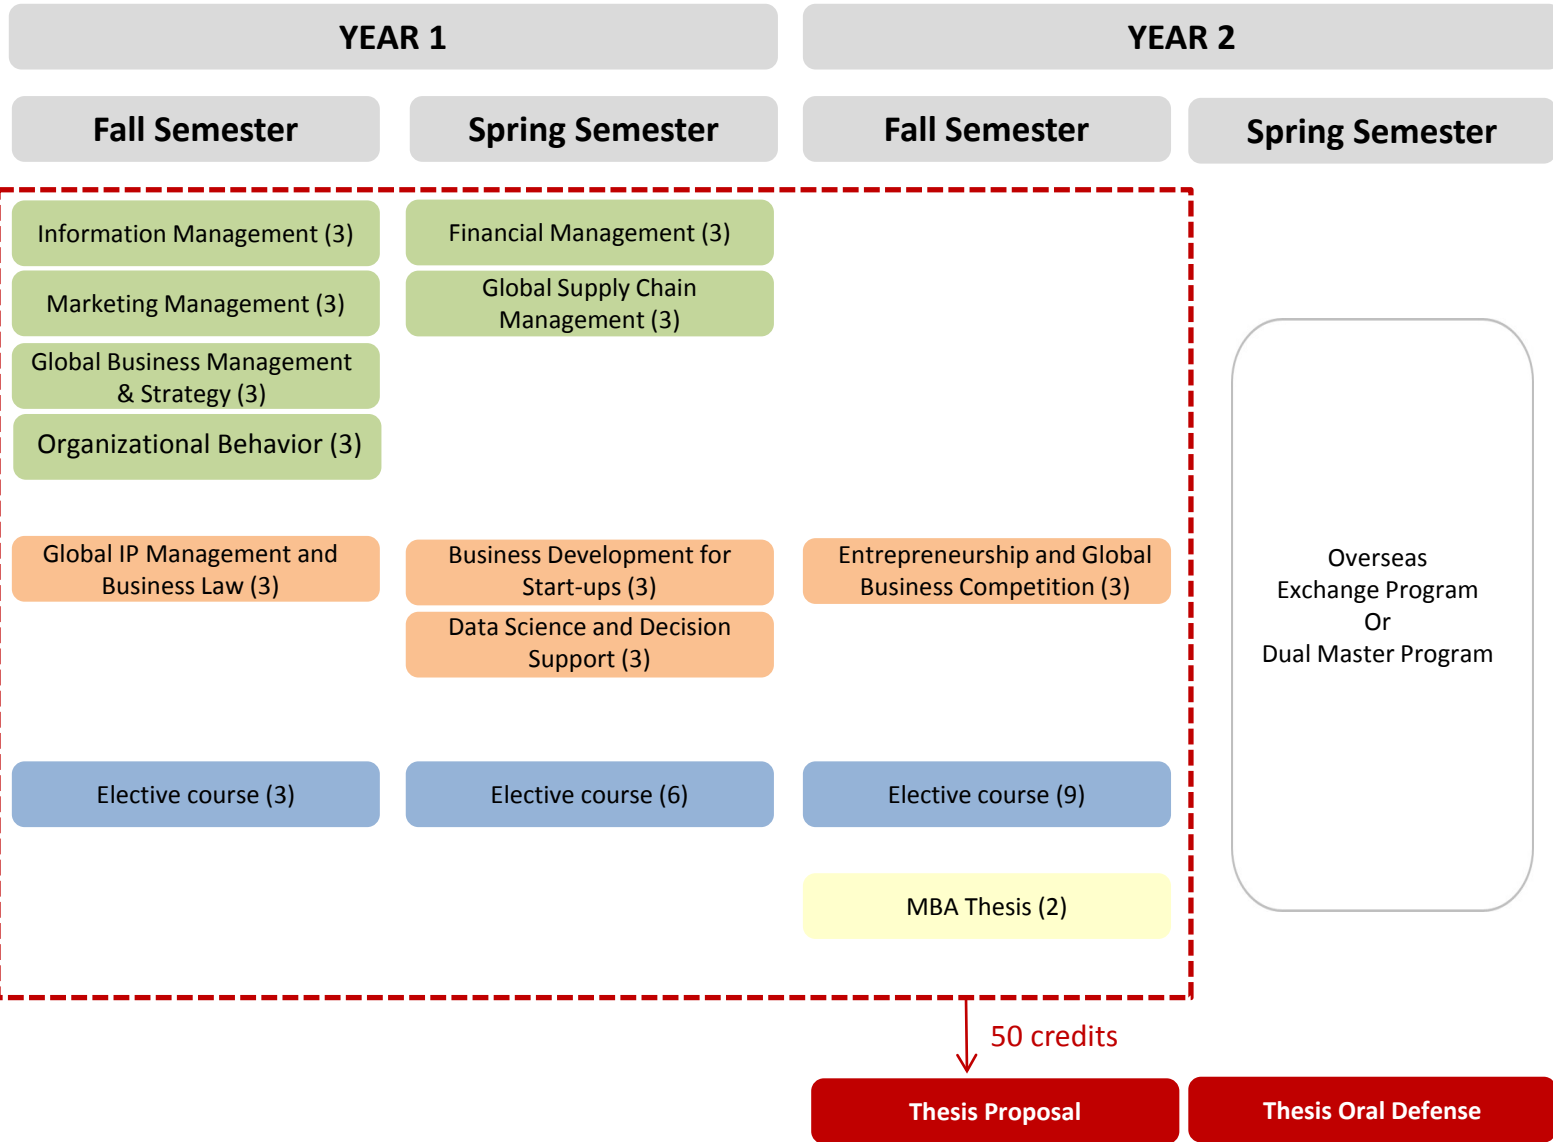 YEAR 1
YEAR 2
Fall Semester
Spring Semester
Fall Semester
Spring Semester
Information Management (3)
Marketing Management (3)
Global Business Management
& Strategy (3)
Organizational Behavior (3)
Financial Management (3)
Global Supply Chain
Management (3)
Global IP Management and
Business Law (3)
Business Development for
Start-ups (3)
Data Science and Decision
Support (3)
Entrepreneurship and Global
Business Competition (3)
Elective course (3)
Elective course (6)
Elective course (9)
MBA Thesis (2)
Overseas
Exchange Program
Or
Dual Master Program
50 credits
Thesis Proposal
Thesis Oral Defense